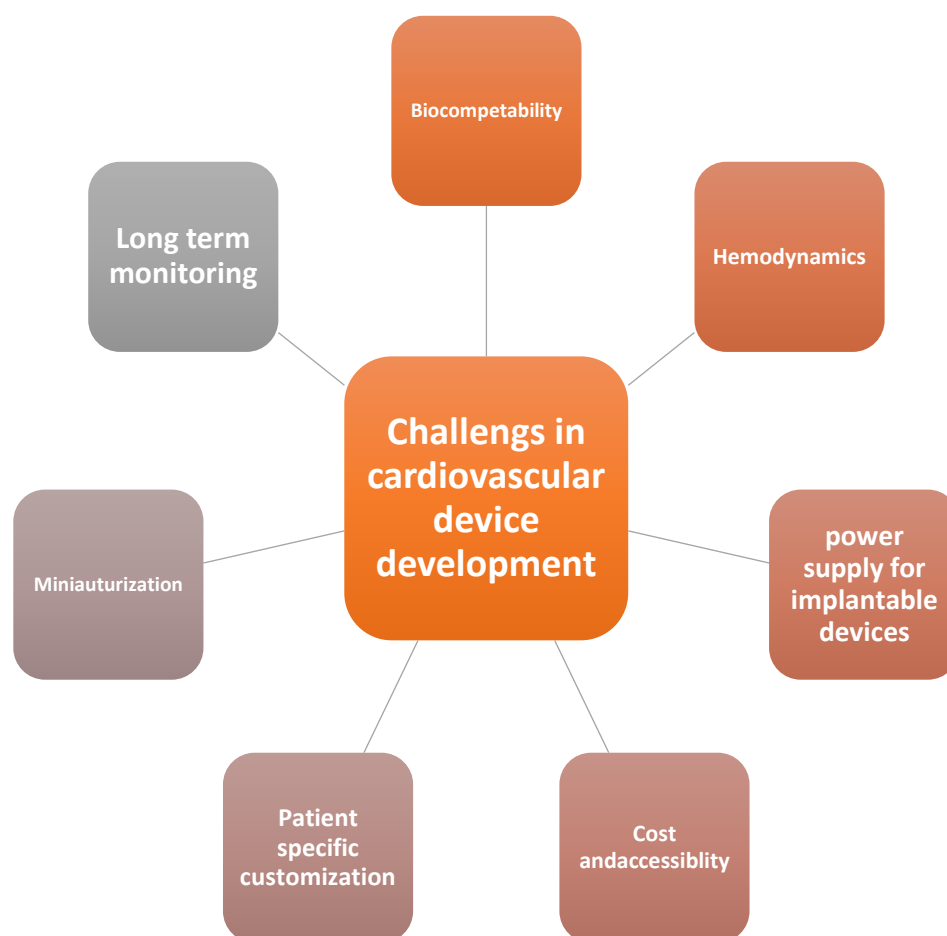 Biocompetability
Hemodynamics
Long term
monitoring
Challengs in
cardiovascular
device
development
power
supply for
implantable
devices
Miniauturization
Patient
specific
customization
Cost
andaccessiblity